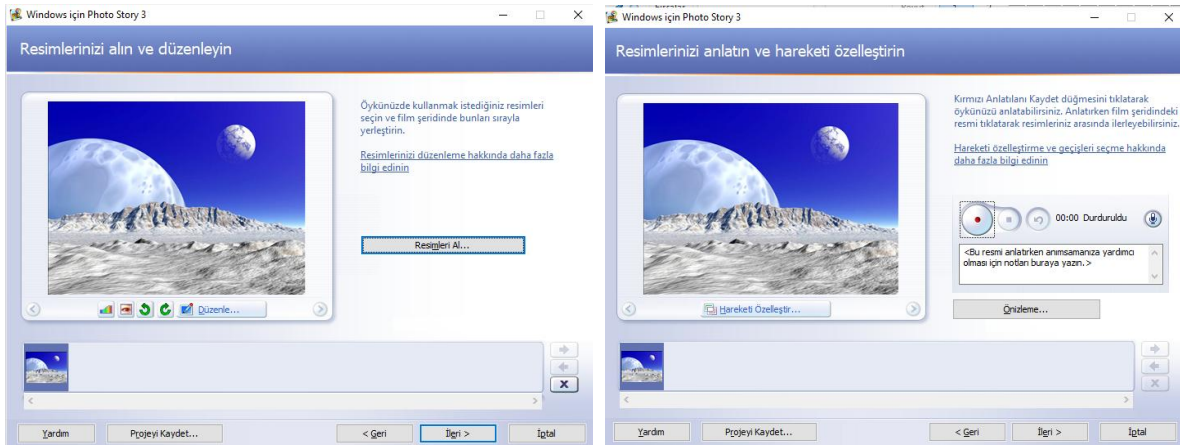 Windows için Photo Story 3
Resimlerinizi alın ve düzenleyin
Öykünüzde kullanmak istediğiniz resimleri
seçin ve film şeridinde bunları sırayla
yerleştirin.
Resimlerinizi düzenleme hakkında daha fazla
bilgi edinin
Resimleri Al...
Düzenle...
Yardım
Projeyi Kaydet...
< Geri
İleri >
İptal
Windows için Photo Story 3
Resimlerinizi anlatın ve hareketi özelleştirin
Kırmızı Anlatılanı Kaydet düğmesini tıklatarak
öykünüzü anlatabilirsiniz. Anlatırken film şeridindeki
resmi tıklatarak resimleriniz arasında ilerleyebilirsiniz.
Hareketi özelleştirme ve geçişleri seçme hakkında
daha fazla bilgi edinin
00:00 Durduruldu
<Bu resmi anlatırken anımsamanıza yardımcı
olması için notları buraya yazın.>
Hareketi Özelleştir...
Önizleme...
Yardım
Projeyi Kaydet...
< Geri
İleri >
İptal